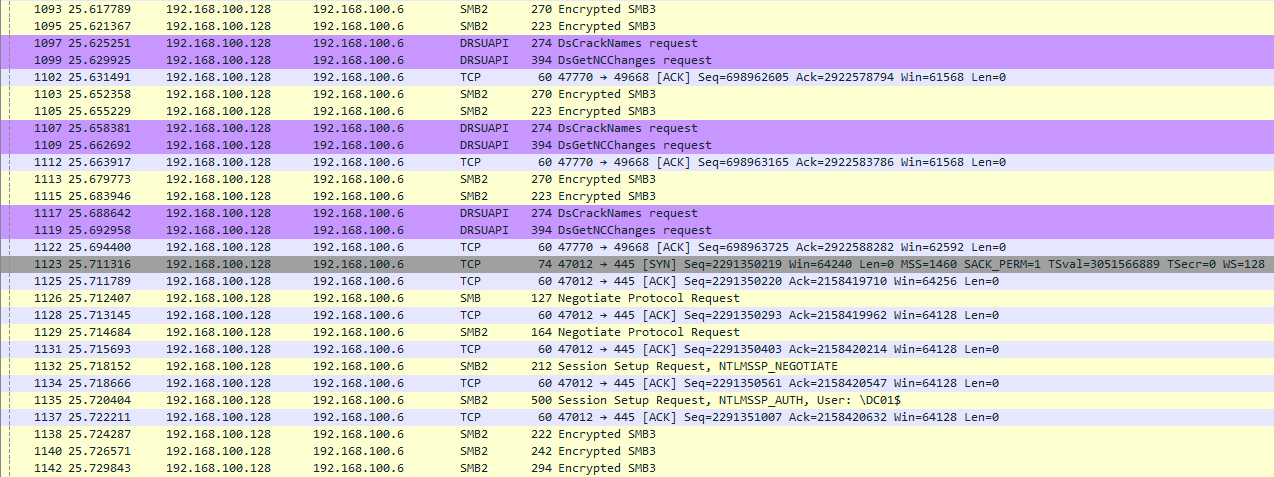 1093 25.617789 192.168.100.128 192.168.100.6 SMB2 270 Encrypted SMB3
1095 25.621367 192.168.100.128 192.168.100.6 SMB2 223 Encrypted SMB3
1097 25.625251 192.168.100.128 192.168.100.6 DRSUAPI 274 DsCrackNames request
1099 25.629925 192.168.100.128 192.168.100.6 DRSUAPI 394 DsGetNCChanges request
1102 25.631491 192.168.100.128 192.168.100.6 TCP 60 47770 → 49668 [ACK] Seq=698962605 Ack=2922578794 Win=61568 Len=0
1103 25.652358 192.168.100.128 192.168.100.6 SMB2 270 Encrypted SMB3
1105 25.655229 192.168.100.128 192.168.100.6 SMB2 223 Encrypted SMB3
1107 25.658381 192.168.100.128 192.168.100.6 DRSUAPI 274 DsCrackNames request
1109 25.662692 192.168.100.128 192.168.100.6 DRSUAPI 394 DsGetNCChanges request
1112 25.663917 192.168.100.128 192.168.100.6 TCP 60 47770 → 49668 [ACK] Seq=698963165 Ack=2922583786 Win=61568 Len=0
1113 25.679773 192.168.100.128 192.168.100.6 SMB2 270 Encrypted SMB3
1115 25.683946 192.168.100.128 192.168.100.6 SMB2 223 Encrypted SMB3
1117 25.688642 192.168.100.128 192.168.100.6 DRSUAPI 274 DsCrackNames request
1119 25.692958 192.168.100.128 192.168.100.6 DRSUAPI 394 DsGetNCChanges request
1122 25.694400 192.168.100.128 192.168.100.6 TCP 60 47770 → 49668 [ACK] Seq=698963725 Ack=2922588282 Win=62592 Len=0
1123 25.711316 192.168.100.128 192.168.100.6 TCP 74 47012 → 445 [SYN] Seq=2291350219 Win=64240 Len=0 MSS=1460 SACK_PERM=1 TSval=3051566889 TSecr=0 WS=128
1125 25.711789 192.168.100.128 192.168.100.6 TCP 60 47012 → 445 [ACK] Seq=2291350220 Ack=2158419710 Win=64256 Len=0
1126 25.712407 192.168.100.128 192.168.100.6 SMB 127 Negotiate Protocol Request
1128 25.713145 192.168.100.128 192.168.100.6 TCP 60 47012 → 445 [ACK] Seq=2291350293 Ack=2158419962 Win=64128 Len=0
1129 25.714684 192.168.100.128 192.168.100.6 SMB2 164 Negotiate Protocol Request
1131 25.715693 192.168.100.128 192.168.100.6 TCP 60 47012 → 445 [ACK] Seq=2291350403 Ack=2158420214 Win=64128 Len=0
1132 25.718152 192.168.100.128 192.168.100.6 SMB2 212 Session Setup Request, NTLMSSP_NEGOTIATE
1134 25.718666 192.168.100.128 192.168.100.6 TCP 60 47012 → 445 [ACK] Seq=2291350561 Ack=2158420547 Win=64128 Len=0
1135 25.720404 192.168.100.128 192.168.100.6 SMB2 500 Session Setup Request, NTLMSSP_AUTH, User: \DC01$
1137 25.722211 192.168.100.128 192.168.100.6 TCP 60 47012 → 445 [ACK] Seq=2291351007 Ack=2158420632 Win=64128 Len=0
1138 25.724287 192.168.100.128 192.168.100.6 SMB2 222 Encrypted SMB3
1140 25.726571 192.168.100.128 192.168.100.6 SMB2 242 Encrypted SMB3
1142 25.729843 192.168.100.128 192.168.100.6 SMB2 294 Encrypted SMB3